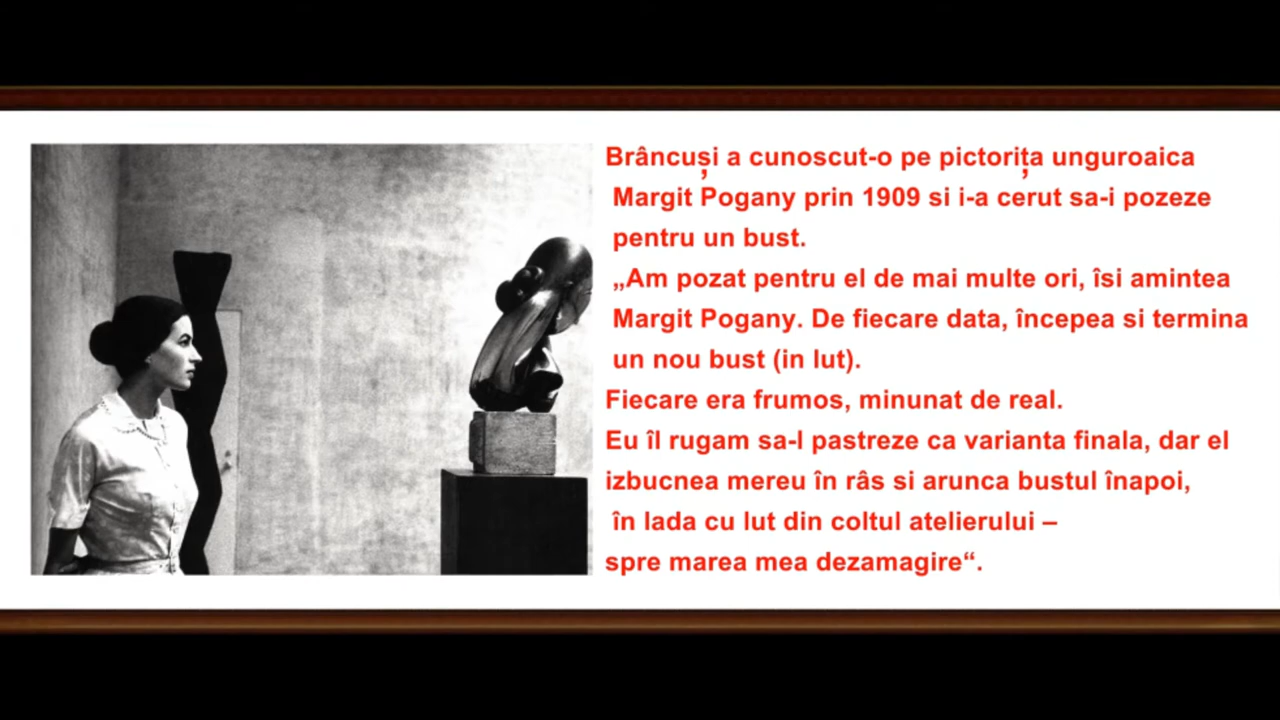 Brâncuși a cunoscut-o pe pictorița unguroaica
Margit Pogany prin 1909 si i-a cerut sa-i pozeze
pentru un bust.
„Am pozat pentru el de mai multe ori, îsi amintea
Margit Pogany. De fiecare data, începea si termina
un nou bust (in lut).
Fiecare era frumos, minunat de real.
Eu îl rugam sa-l pastreze ca varianta finala, dar el
izbucnea mereu în râs si arunca bustul înapoi,
în lada cu lut din coltul atelierului –
spre marea mea dezamagire“.